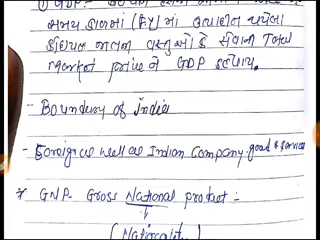 સમય ગાળામાં (FY) માં ઉત્પાદિત થયેલા
અંતિમ વસ્તુઓ કે સેવાના Total
market price ને GDP કહેવાય.
- Boundury of India
- Foreign as well as Indian Company. good & services
* GNP - Gross National product :-
(Nationality)